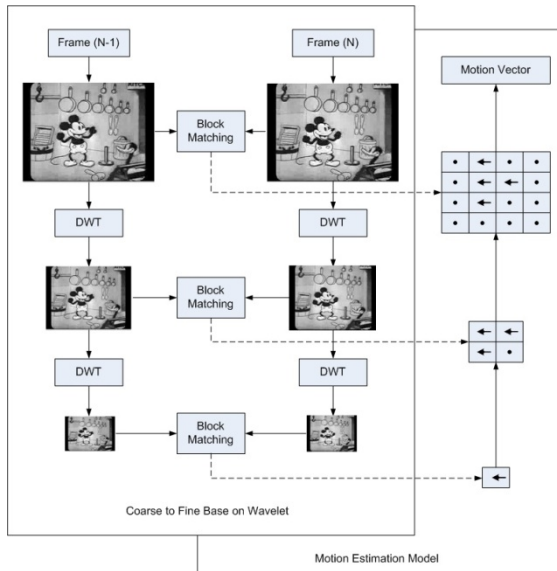 Frame (N-1)
Frame (N)
Motion Vector
Block
Matching
DWT
DWT
Block
Matching
DWT
DWT
Block
Matching
Coarse to Fine Base on Wavelet
Motion Estimation Model